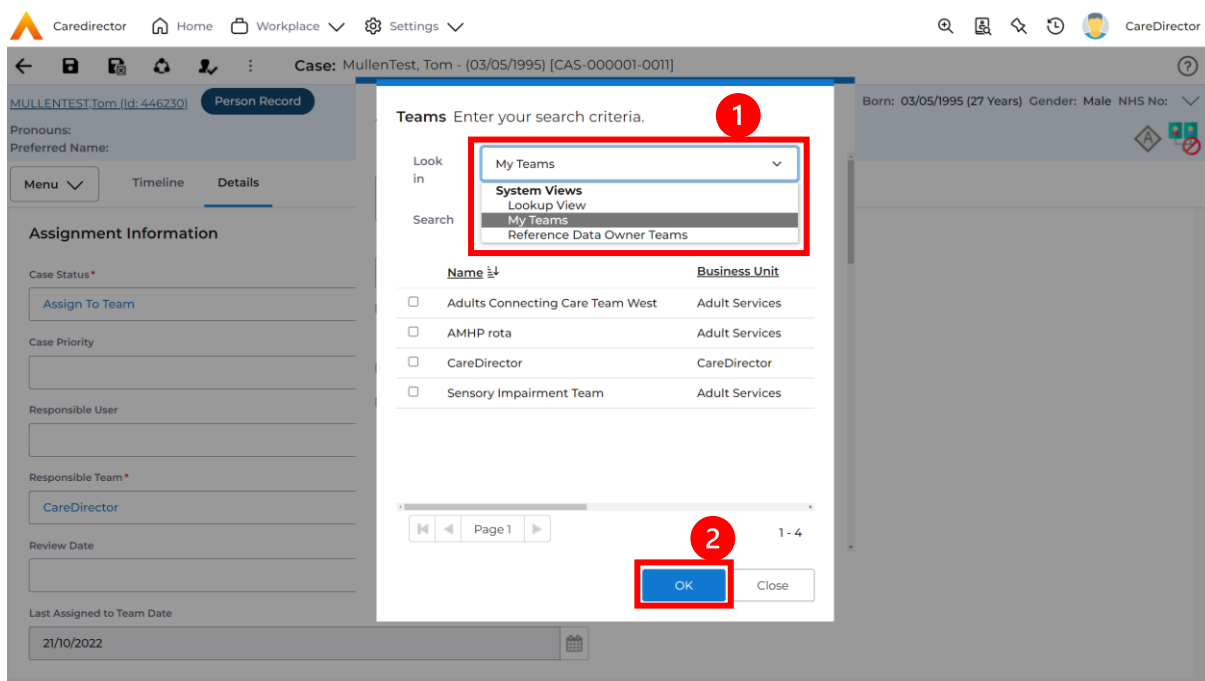 Caredirector Home Workplace Settings CareDirector
Case: MullenTest, Tom - (03/05/1995) [CAS-000001-0011]
MULLENTEST,Tom (Id: 446230) Person Record
Born: 03/05/1995 (27 Years) Gender: Male NHS No:
Pronouns:
Preferred Name:
A
Menu Timeline Details
Assignment Information
Case Status*
Assign To Team
Case Priority
Responsible User
Responsible Team*
CareDirector
Review Date
Last Assigned to Team Date
21/10/2022
Teams Enter your search criteria.
1
Look in
My Teams
System Views
Lookup View
My Teams
Reference Data Owner Teams
Search
Name Business Unit
Adults Connecting Care Team West Adult Services
AMHP rota Adult Services
CareDirector CareDirector
Sensory Impairment Team Adult Services
Page 1
1 - 4
2
OK Close